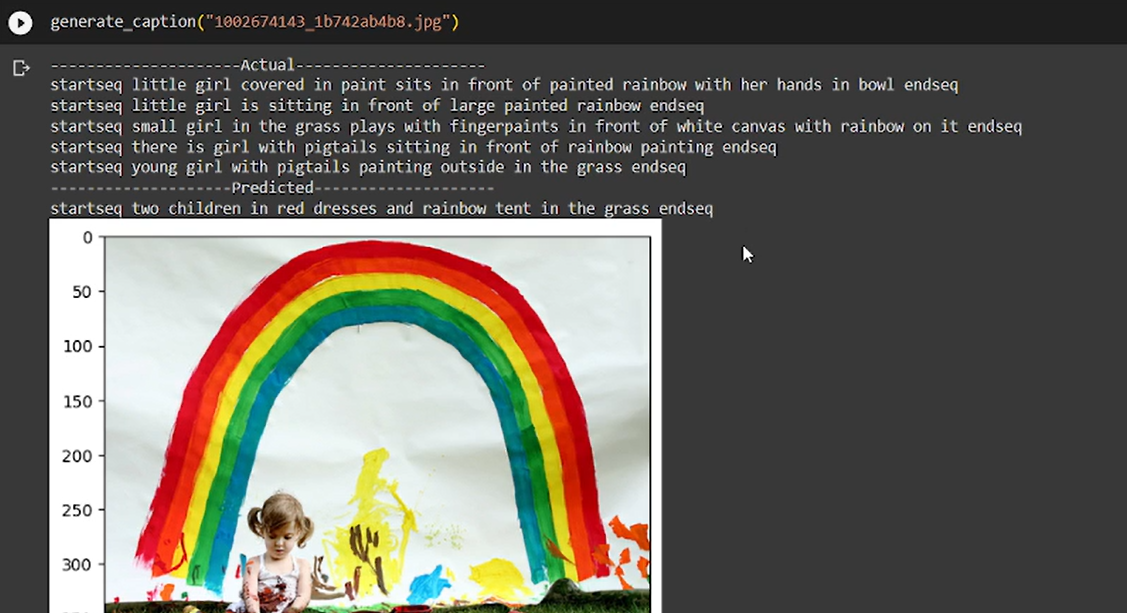 generate_caption("1002674143_1b742ab4b8.jpg")
---------------------Actual---------------------
startseq little girl covered in paint sits in front of painted rainbow with her hands in bowl endseq
startseq little girl is sitting in front of large painted rainbow endseq
startseq small girl in the grass plays with fingerpaints in front of white canvas with rainbow on it endseq
startseq there is girl with pigtails sitting in front of rainbow painting endseq
startseq young girl with pigtails painting outside in the grass endseq
--------------------Predicted--------------------
startseq two children in red dresses and rainbow tent in the grass endseq
0
50
100
150
200
250
300